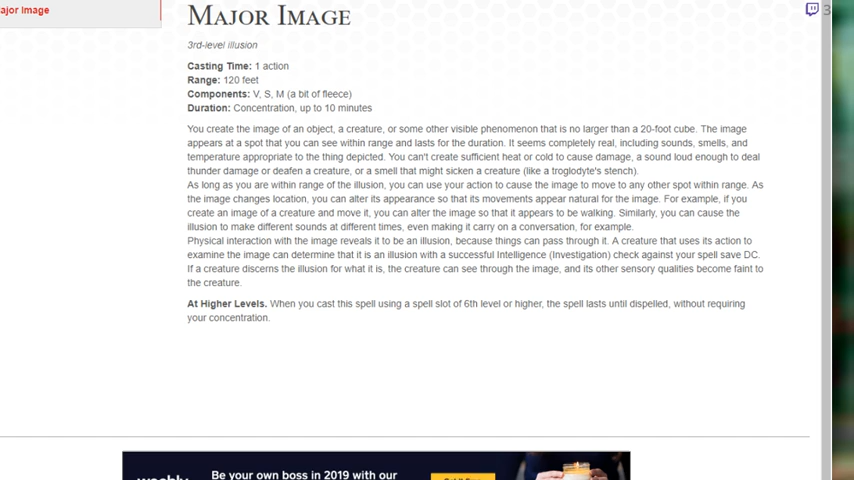 ajor Image
MAJOR IMAGE
3
3rd-level illusion
Casting Time: 1 action
Range: 120 feet
Components: V, S, M (a bit of fleece)
Duration: Concentration, up to 10 minutes
You create the image of an object, a creature, or some other visible phenomenon that is no larger than a 20-foot cube. The image
appears at a spot that you can see within range and lasts for the duration. It seems completely real, including sounds, smells, and
temperature appropriate to the thing depicted. You can't create sufficient heat or cold to cause damage, a sound loud enough to deal
thunder damage or deafen a creature, or a smell that might sicken a creature (like a troglodyte's stench).
As long as you are within range of the illusion, you can use your action to cause the image to move to any other spot within range. As
the image changes location, you can alter its appearance so that its movements appear natural for the image. For example, if you
create an image of a creature and move it, you can alter the image so that it appears to be walking. Similarly, you can cause the
illusion to make different sounds at different times, even making it carry on a conversation, for example.
Physical interaction with the image reveals it to be an illusion, because things can pass through it. A creature that uses its action to
examine the image can determine that it is an illusion with a successful Intelligence (Investigation) check against your spell save DC.
If a creature discerns the illusion for what it is, the creature can see through the image, and its other sensory qualities become faint to
the creature.
At Higher Levels. When you cast this spell using a spell slot of 6th level or higher, the spell lasts until dispelled, without requiring
your concentration.
weebly
Be your own boss in 2019 with our